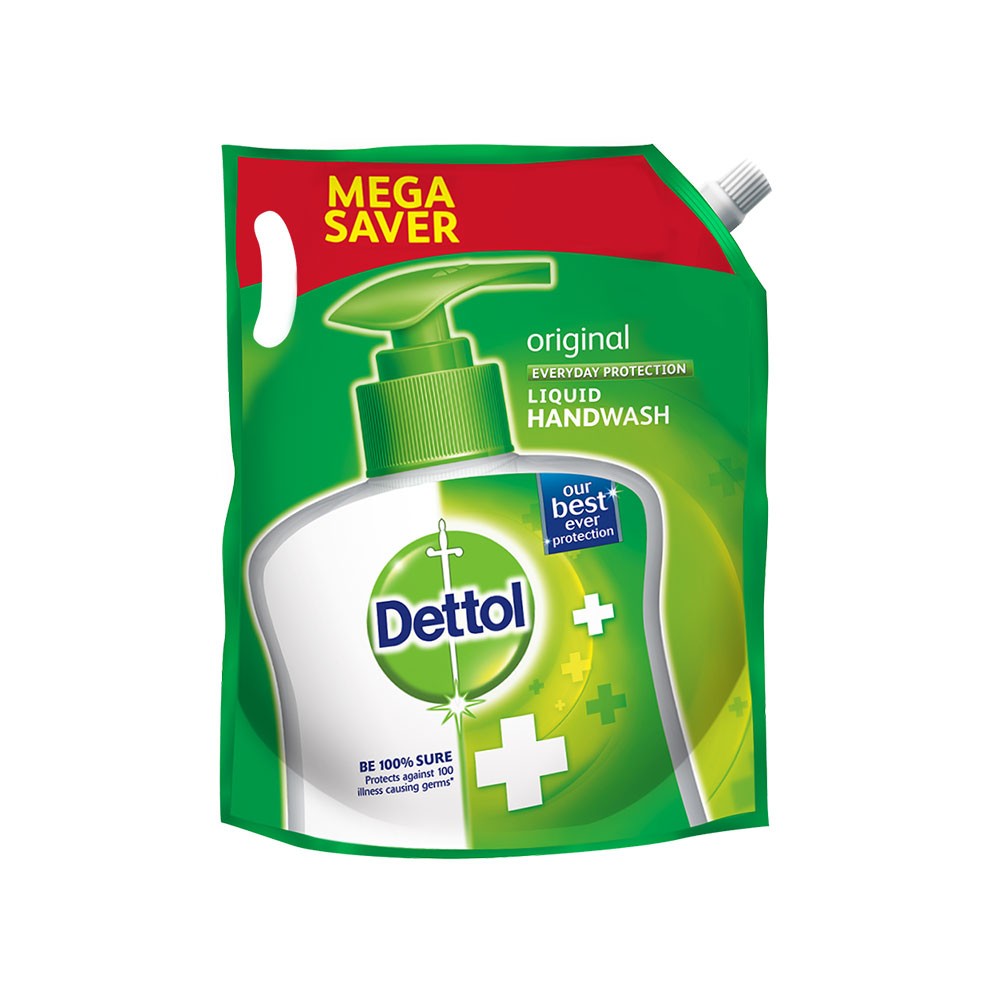 MEGA
SAVER
original
EVERYDAY PROTECTION
LIQUID
HANDWASH
our
best
ever
protection
Dettol
BE 100% SURE
Protects against 100
illness causing germs*